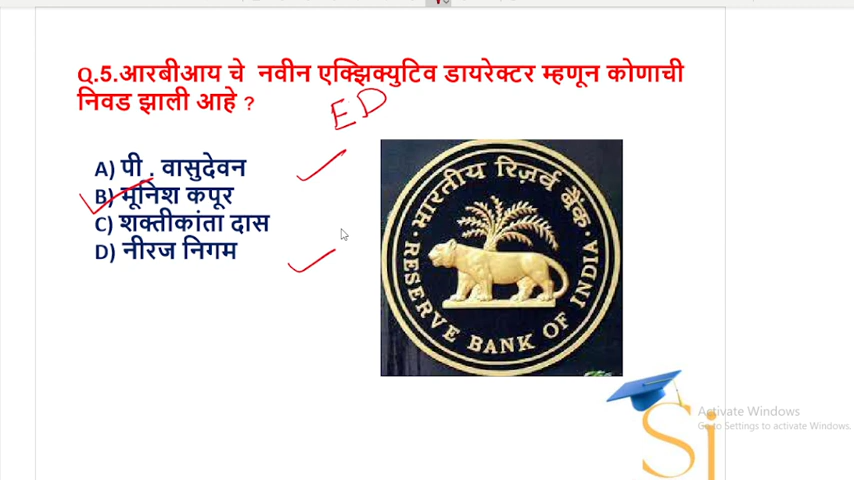 Q.5.आरबीआय चे नवीन एक्झिक्युटिव डायरेक्टर म्हणून कोणाची
निवड झाली आहे ?
ED
A) पी . वासुदेवन
B) मूनिश कपूर
C) शक्तीकांता दास
D) नीरज निगम
भारतीय रिज़र्व बैंक
RESERVE BANK OF INDIA
Si
Activate Windows
Go to Settings to activate Windows.